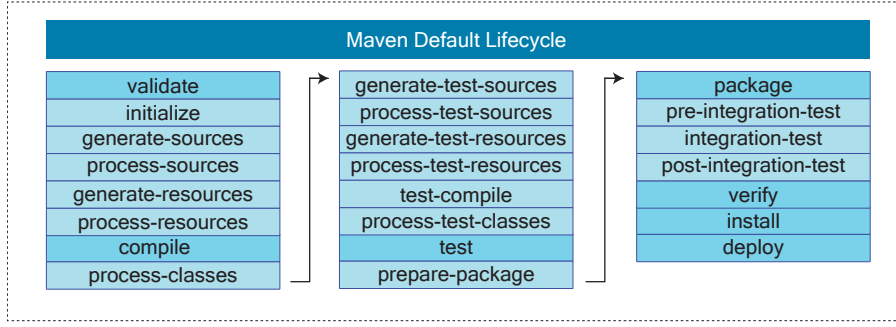 Maven Default Lifecycle
validate
initialize
generate-sources
process-sources
generate-resources
process-resources
compile
process-classes
generate-test-sources
process-test-sources
generate-test-resources
process-test-resources
test-compile
process-test-classes
test
prepare-package
package
pre-integration-test
integration-test
post-integration-test
verify
install
deploy